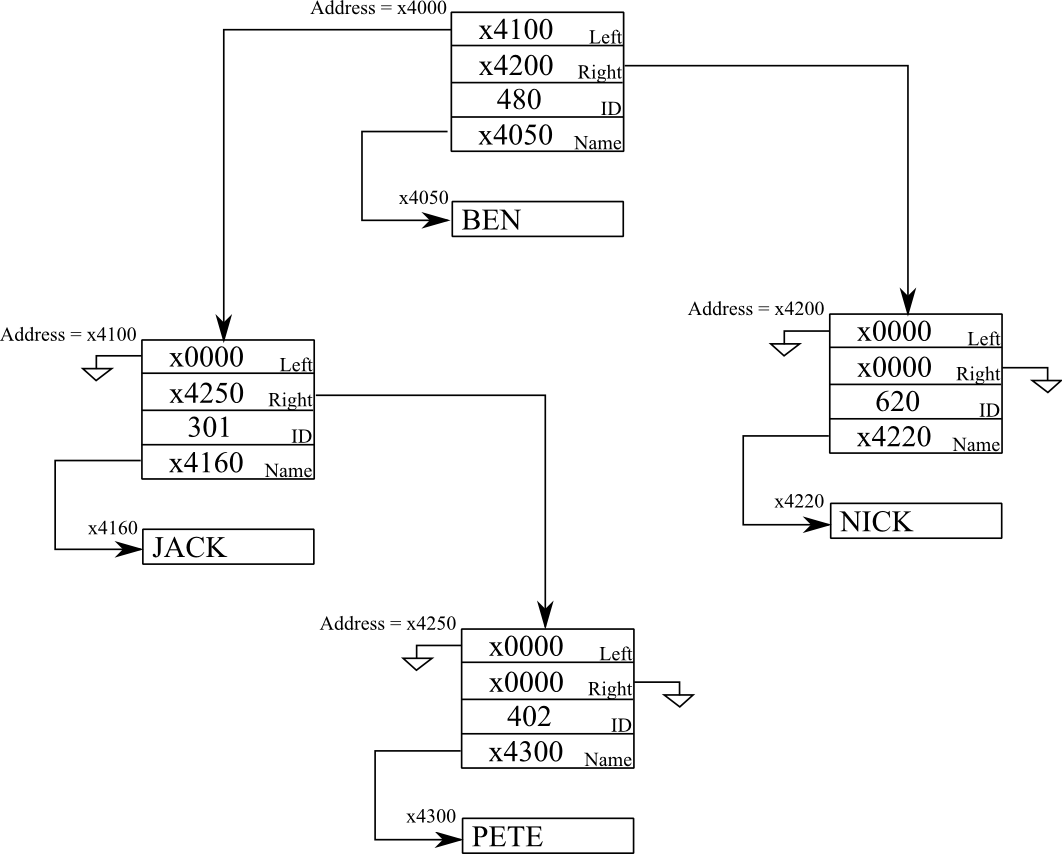 Address = x4000
x4100 Left
x4200 Right
480 ID
x4050 Name
x4050
BEN
Address = x4100
x0000 Left
x4250 Right
301 ID
x4160 Name
x4160
JACK
Address = x4200
x0000 Left
x0000 Right
620 ID
x4220 Name
x4220
NICK
Address = x4250
x0000 Left
x0000 Right
402 ID
x4300 Name
x4300
PETE